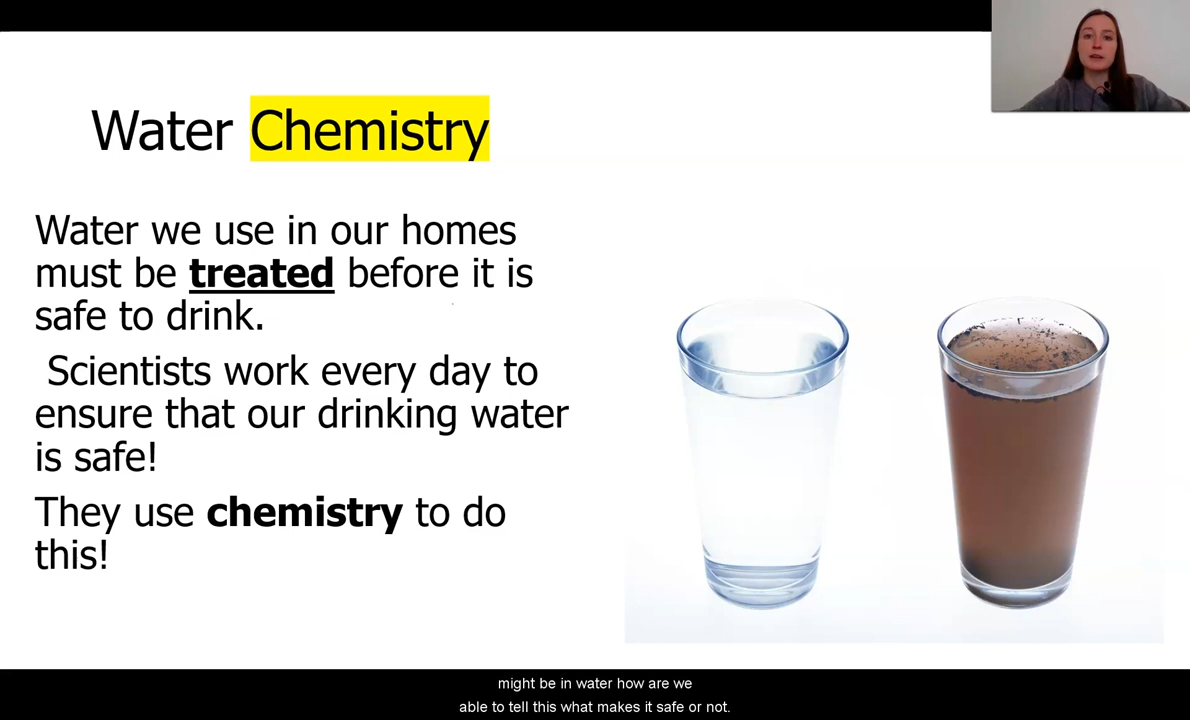 Water Chemistry
Water we use in our homes
must be treated before it is
safe to drink.
Scientists work every day to
ensure that our drinking water
is safe!
They use chemistry to do
this!
might be in water how are we
able to tell this what makes it safe or not.